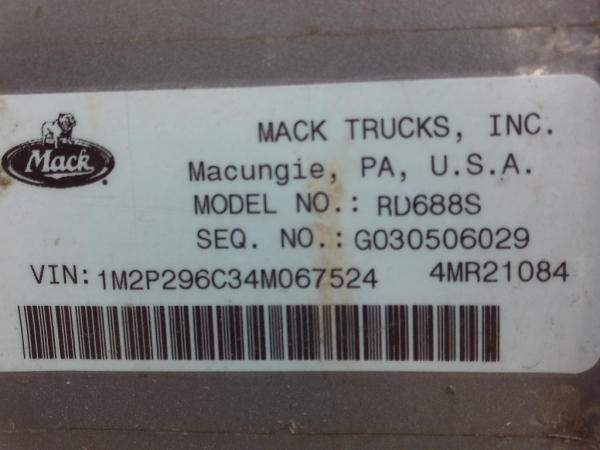 Mack
MACK TRUCKS, INC.
Macungie, PA, U.S.A.
MODEL NO.: RD688S
SEQ. NO.: G030506029
VIN: 1M2P296C34M067524 4MR21084